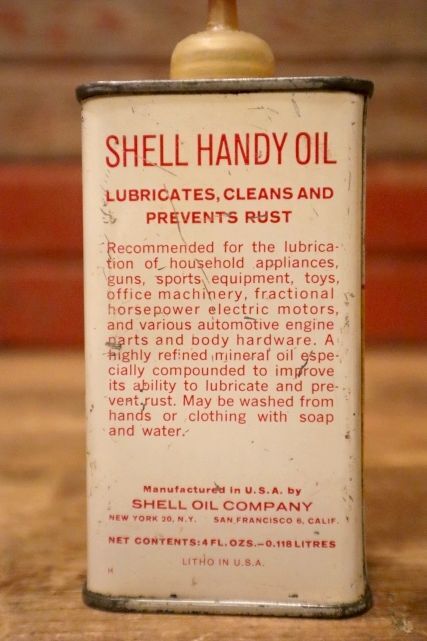 SHELL HANDY OIL
LUBRICATES, CLEANS AND
PREVENTS RUST
Recommended for the lubrica-
tion of household appliances,
guns, sports equipment, toys,
office machinery, fractional
horsepower electric motors,
and various automotive engine
parts and body hardware. A
highly refined mineral oil espe-
cially compounded to improve
its ability to lubricate and pre-
vent rust. May be washed from
hands or clothing with soap
and water.
Manufactured in U.S.A. by
SHELL OIL COMPANY
NEW YORK 20, N.Y. SAN FRANCISCO 6, CALIF.
NET CONTENTS: 4 FL. OZS.-0.118 LITRES
LITHO IN U.S.A.
H